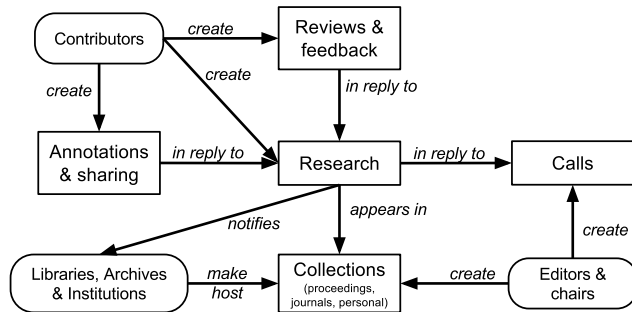 Contributors
create
Reviews &
feedback
create
create
in reply to
Annotations
& sharing
in reply to
Research
in reply to
Calls
notifies
appears in
create
Libraries, Archives
& Institutions
make
host
Collections
(proceedings,
journals, personal)
create
Editors &
chairs